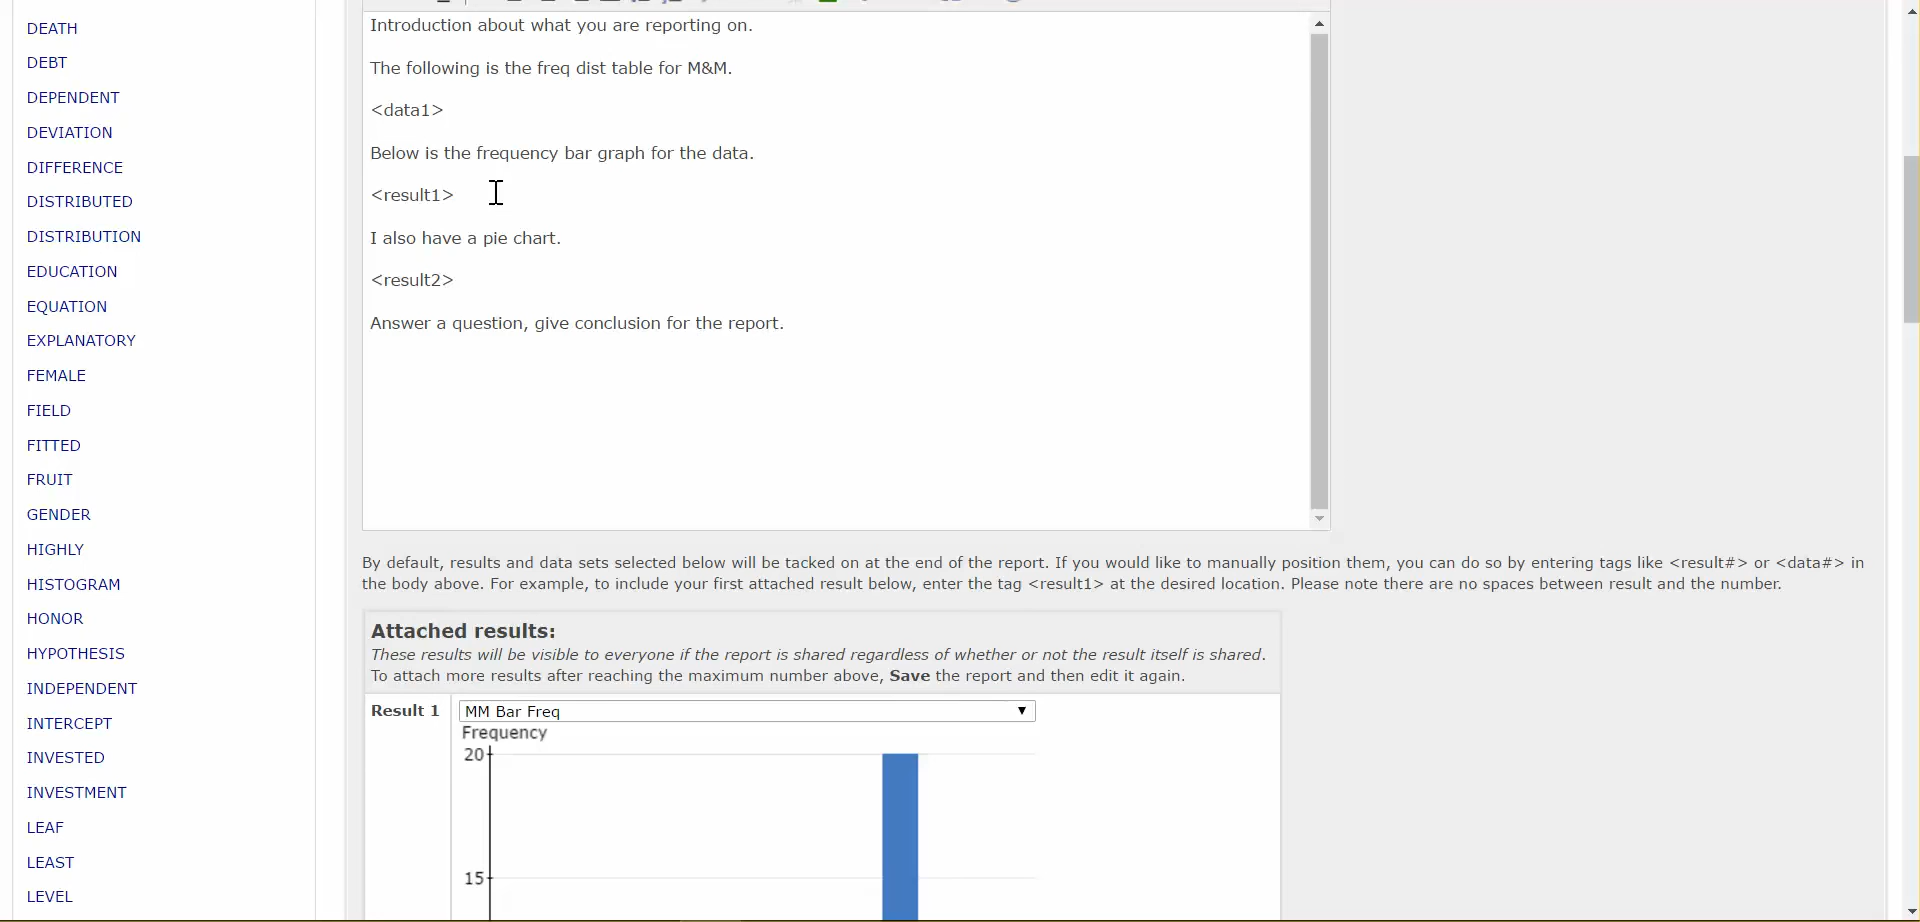 DEATH
DEBT
DEPENDENT
DEVIATION
DIFFERENCE
DISTRIBUTED
DISTRIBUTION
EDUCATION
EQUATION
EXPLANATORY
FEMALE
FIELD
FITTED
FRUIT
GENDER
HIGHLY
HISTOGRAM
HONOR
HYPOTHESIS
INDEPENDENT
INTERCEPT
INVESTED
INVESTMENT
LEAF
LEAST
LEVEL
Introduction about what you are reporting on.
The following is the freq dist table for M&M.
<data1>
Below is the frequency bar graph for the data.
<result1>
I also have a pie chart.
<result2>
Answer a question, give conclusion for the report.
By default, results and data sets selected below will be tacked on at the end of the report. If you would like to manually position them, you can do so by entering tags like <result#> or <data#> in
the body above. For example, to include your first attached result below, enter the tag <result1> at the desired location. Please note there are no spaces between result and the number.
Attached results:
These results will be visible to everyone if the report is shared regardless of whether or not the result itself is shared.
To attach more results after reaching the maximum number above, Save the report and then edit it again.
Result 1
MM Bar Freq
Frequency
20
15